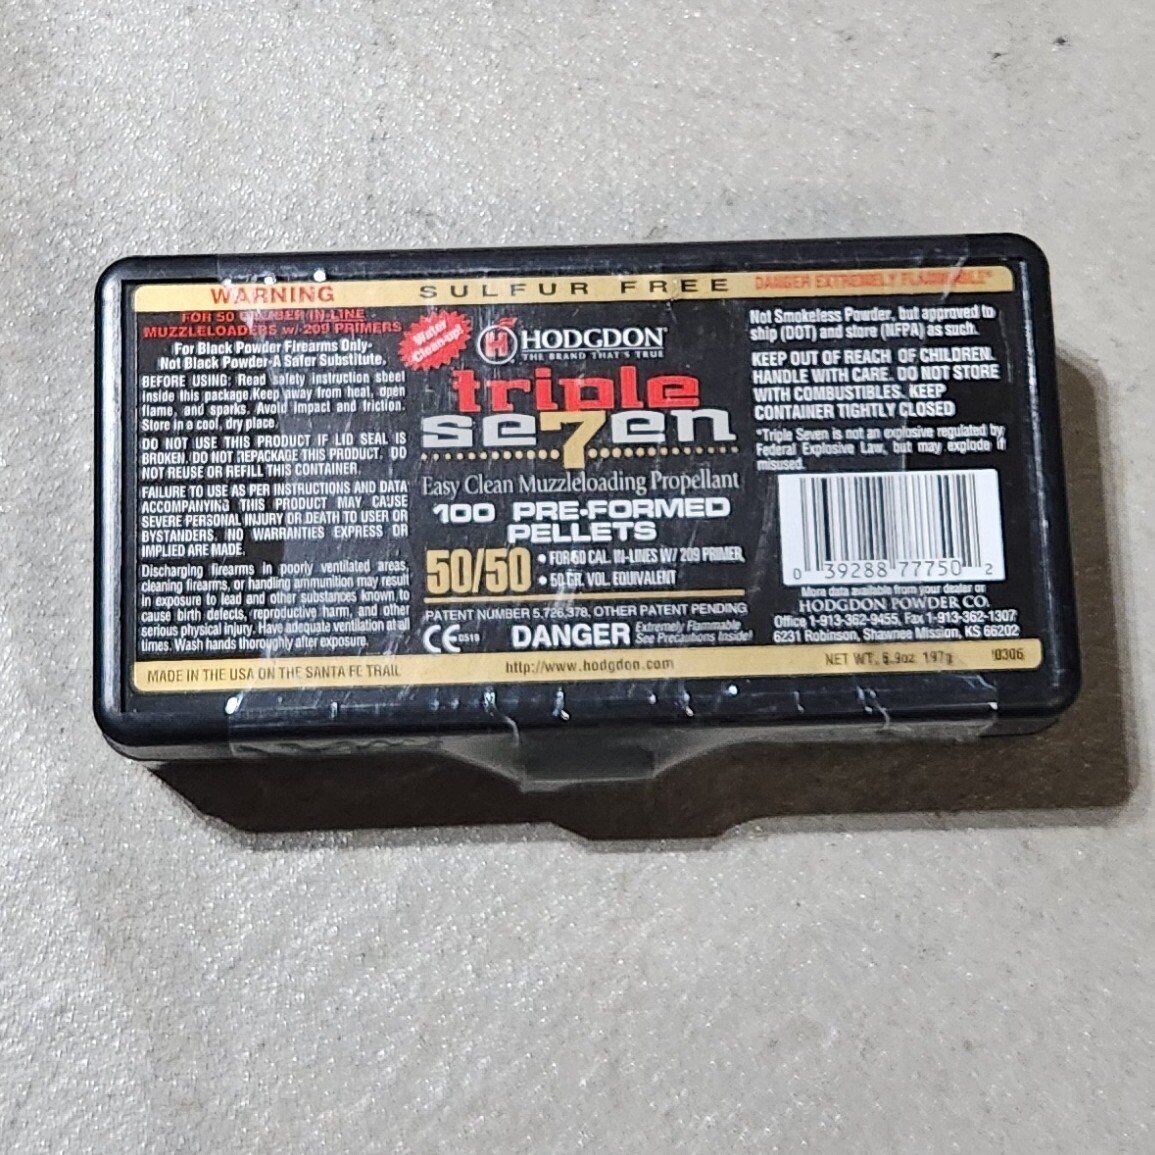 WARNING
FOR 50 CALIBER IN-LINE
MUZZLELOADERS w/ 209 PRIMERS
For Black Powder Firearms Only-
Not Black Powder-A Safer Substitute.
BEFORE USING: Read safety instruction sheet
inside this package. Keep away from heat, open
flame, and sparks. Avoid impact and friction.
Store in a cool, dry place.
DO NOT USE THIS PRODUCT IF LID SEAL IS
BROKEN. DO NOT REPACKAGE THIS PRODUCT. DO
NOT REUSE OR REFILL THIS CONTAINER.
FAILURE TO USE AS PER INSTRUCTIONS AND DATA
ACCOMPANYING THIS PRODUCT MAY CAUSE
SEVERE PERSONAL INJURY OR DEATH TO USER OR
BYSTANDERS. NO WARRANTIES EXPRESS OR
IMPLIED ARE MADE.
Discharging firearms in poorly ventilated areas,
cleaning firearms, or handling ammunition may result
in exposure to lead and other substances known to
cause birth defects, reproductive harm, and other
serious physical injury. Have adequate ventilation at all
times. Wash hands thoroughly after exposure.
MADE IN THE USA ON THE SANTA FE TRAIL
SULFUR FREE
Water
Clean-up!
H HODGDON
THE BRAND THAT'S TRUE
triple
se7en
Easy Clean Muzzleloading Propellant
100 PRE-FORMED
PELLETS
50/50
• FOR 50 CAL. IN-LINES W/ 209 PRIMER
• 50 GR. VOL. EQUIVALENT
PATENT NUMBER 5,726,378, OTHER PATENT PENDING
CE 0519
DANGER Extremely Flammable
See Precautions Inside!
http://www.hodgdon.com
DANGER EXTREMELY FLAMMABLE*
Not Smokeless Powder, but approved to
ship (DOT) and store (NFPA) as such.
KEEP OUT OF REACH OF CHILDREN.
HANDLE WITH CARE. DO NOT STORE
WITH COMBUSTIBLES. KEEP
CONTAINER TIGHTLY CLOSED
*Triple Seven is not an explosive regulated by
Federal Explosive Law, but may explode if
misused.
0 39288 77750 2
More data available from your dealer or
HODGDON POWDER CO.
Office 1-913-362-9455, Fax 1-913-362-1307
6231 Robinson, Shawnee Mission, KS 66202
NET WT. 6.9oz 197g
0306